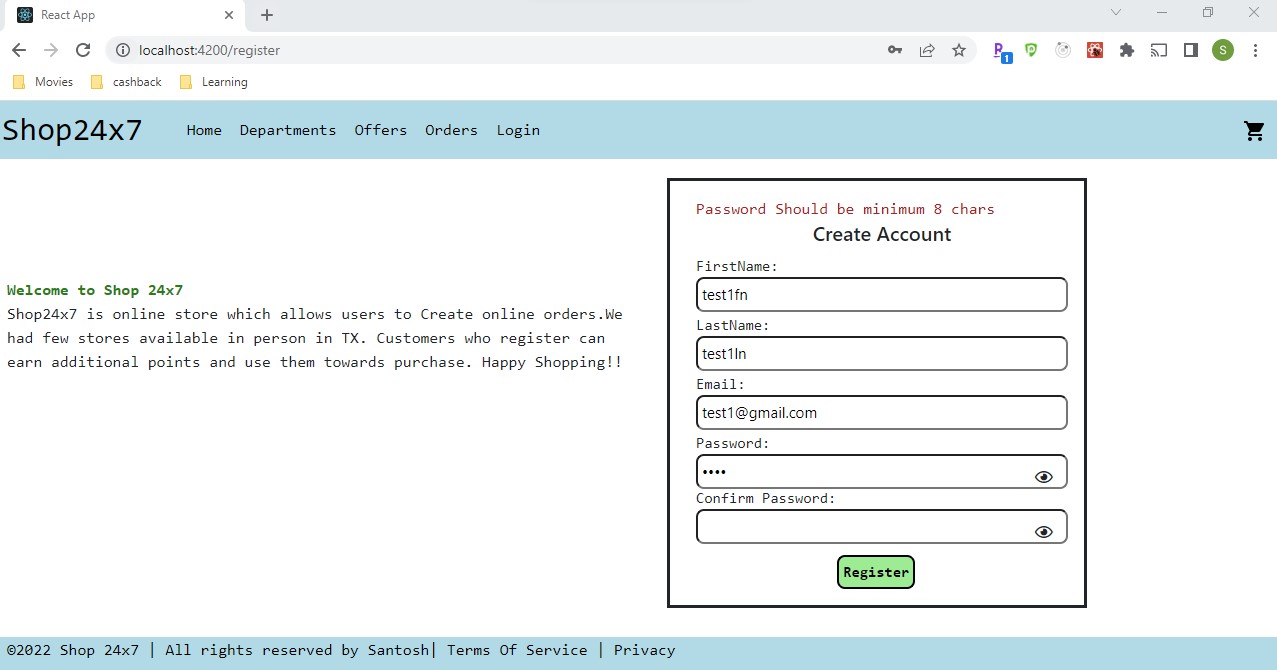 React App
localhost:4200/register
1
S
Movies cashback Learning
Shop24x7 Home Departments Offers Orders Login
Password Should be minimum 8 chars
Create Account
FirstName:
test1fn
LastName:
test1ln
Email:
test1@gmail.com
Password:
••••
Confirm Password:
Register
Welcome to Shop 24x7
Shop24x7 is online store which allows users to Create online orders.We
had few stores available in person in TX. Customers who register can
earn additional points and use them towards purchase. Happy Shopping!!
©2022 Shop 24x7 | All rights reserved by Santosh| Terms Of Service | Privacy